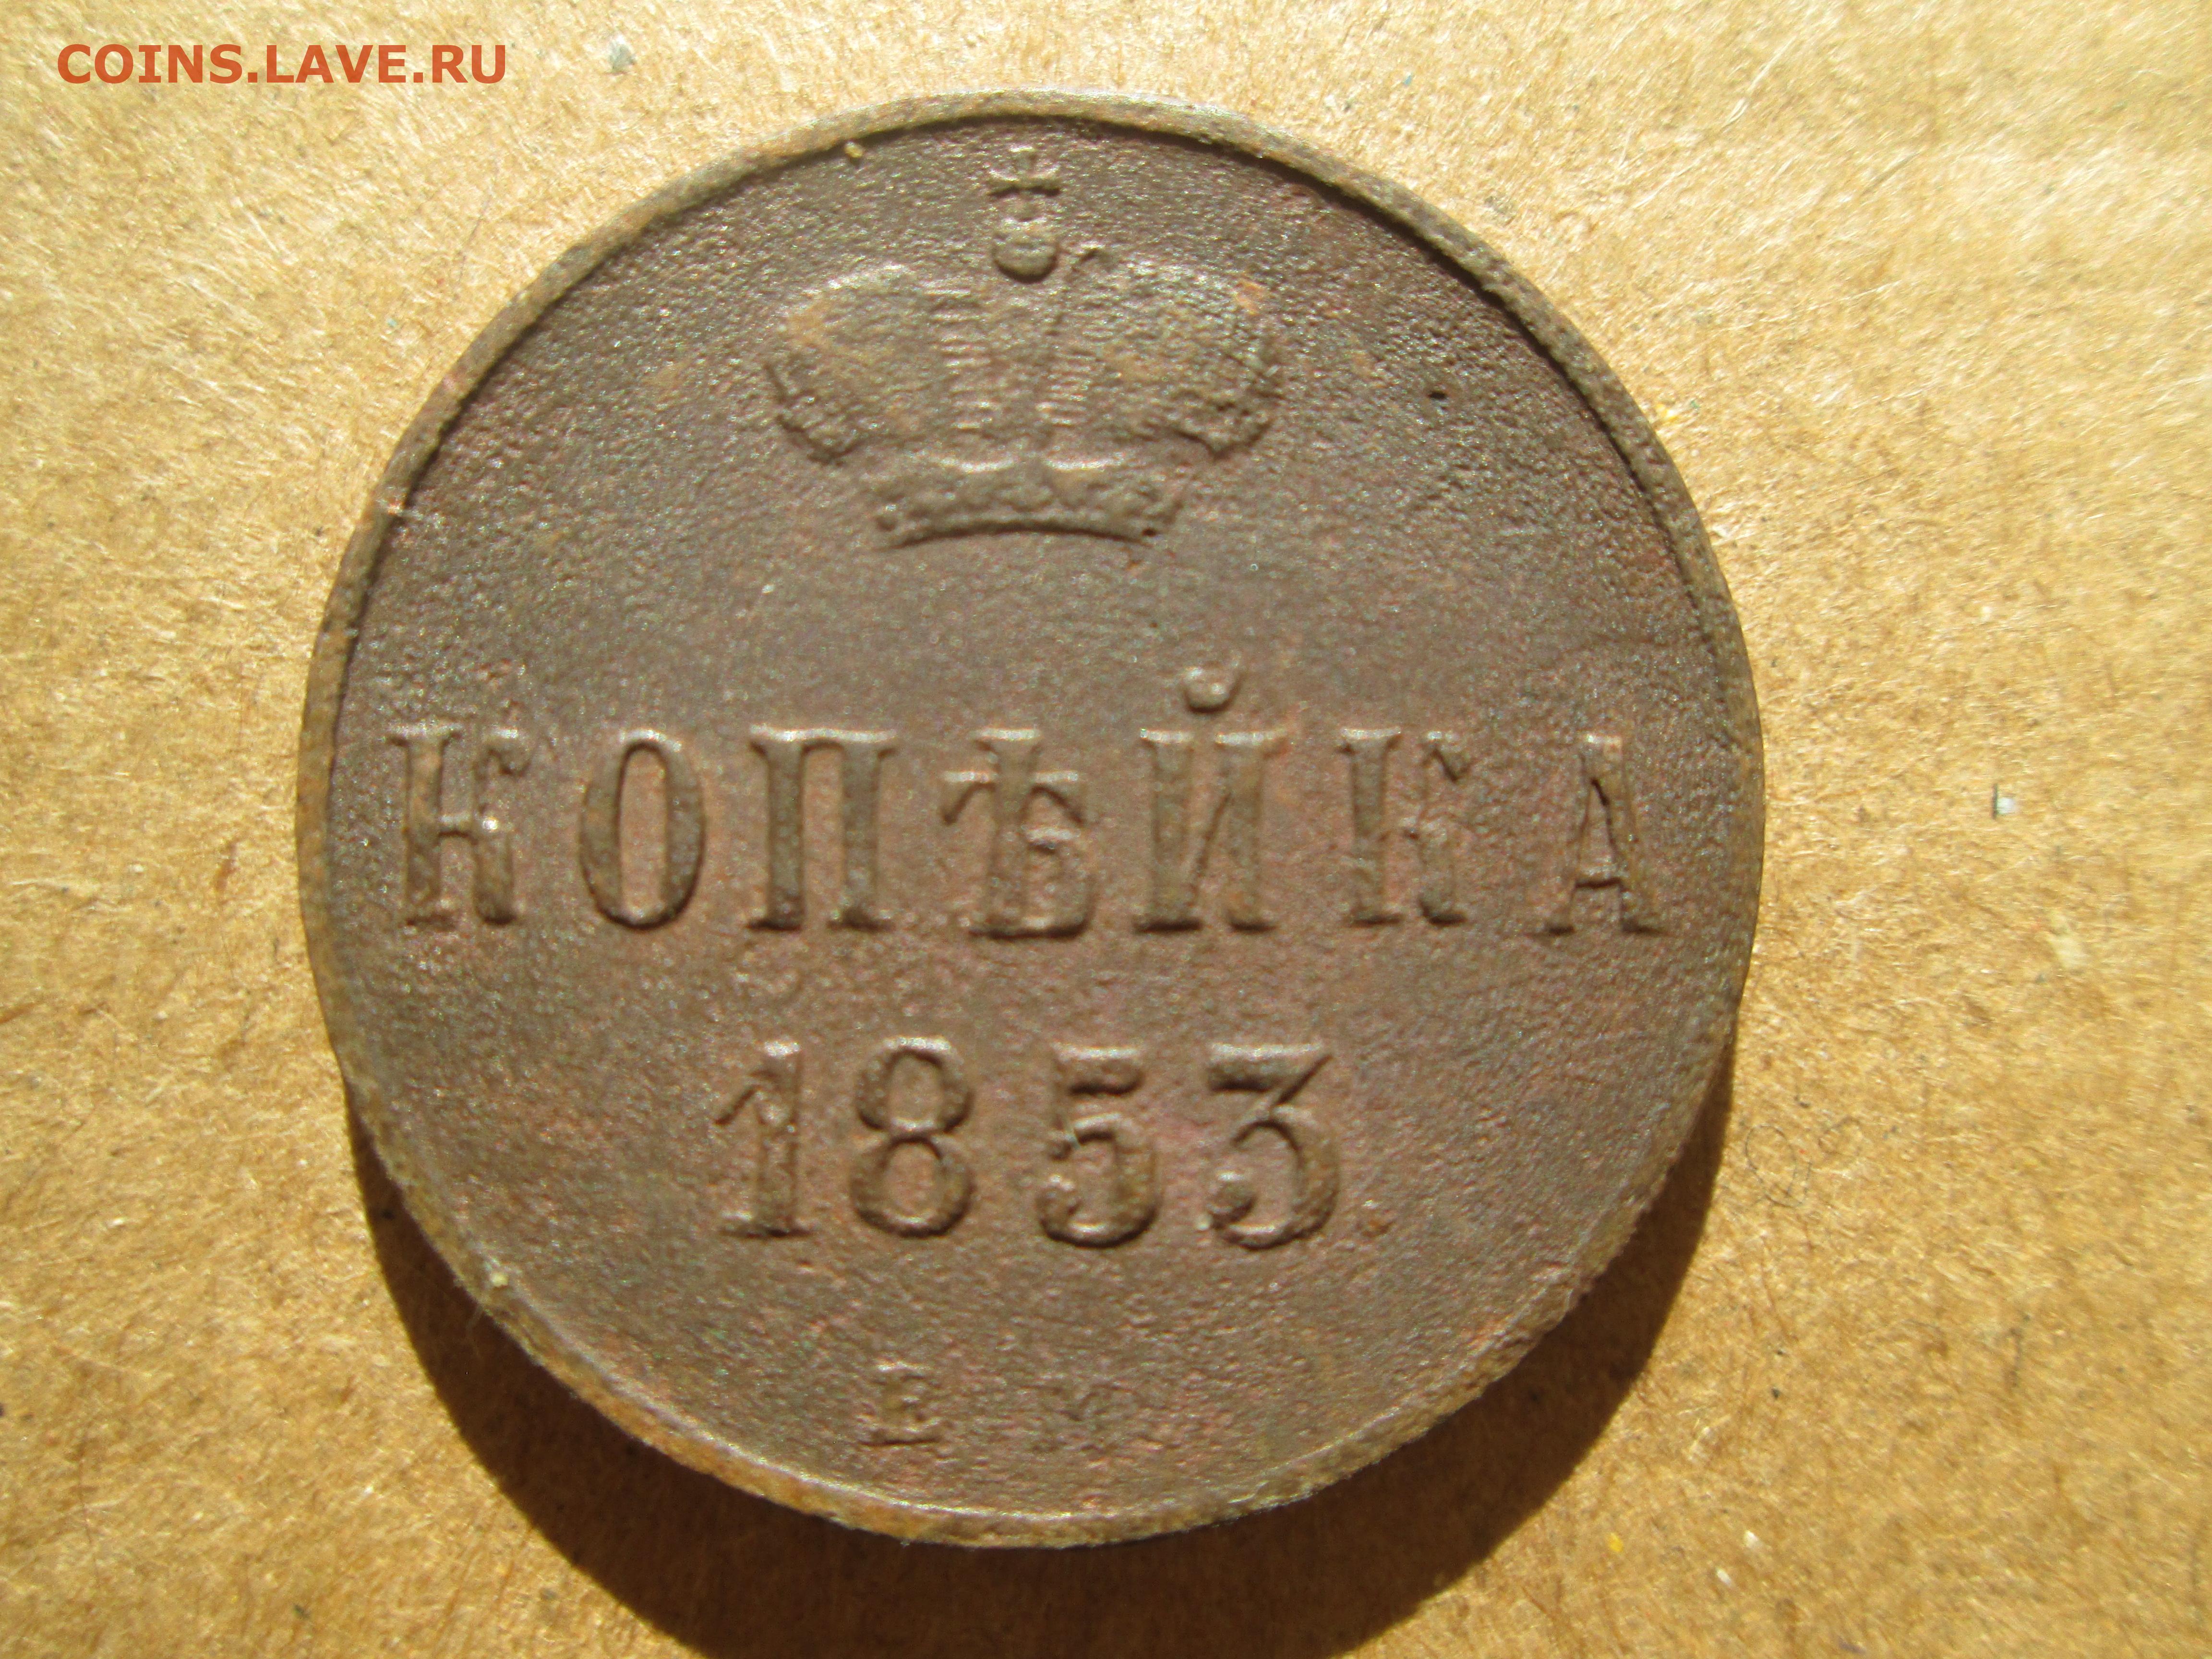 COINS.LAVE.RU
КОПѢЙКА
1853
Е М